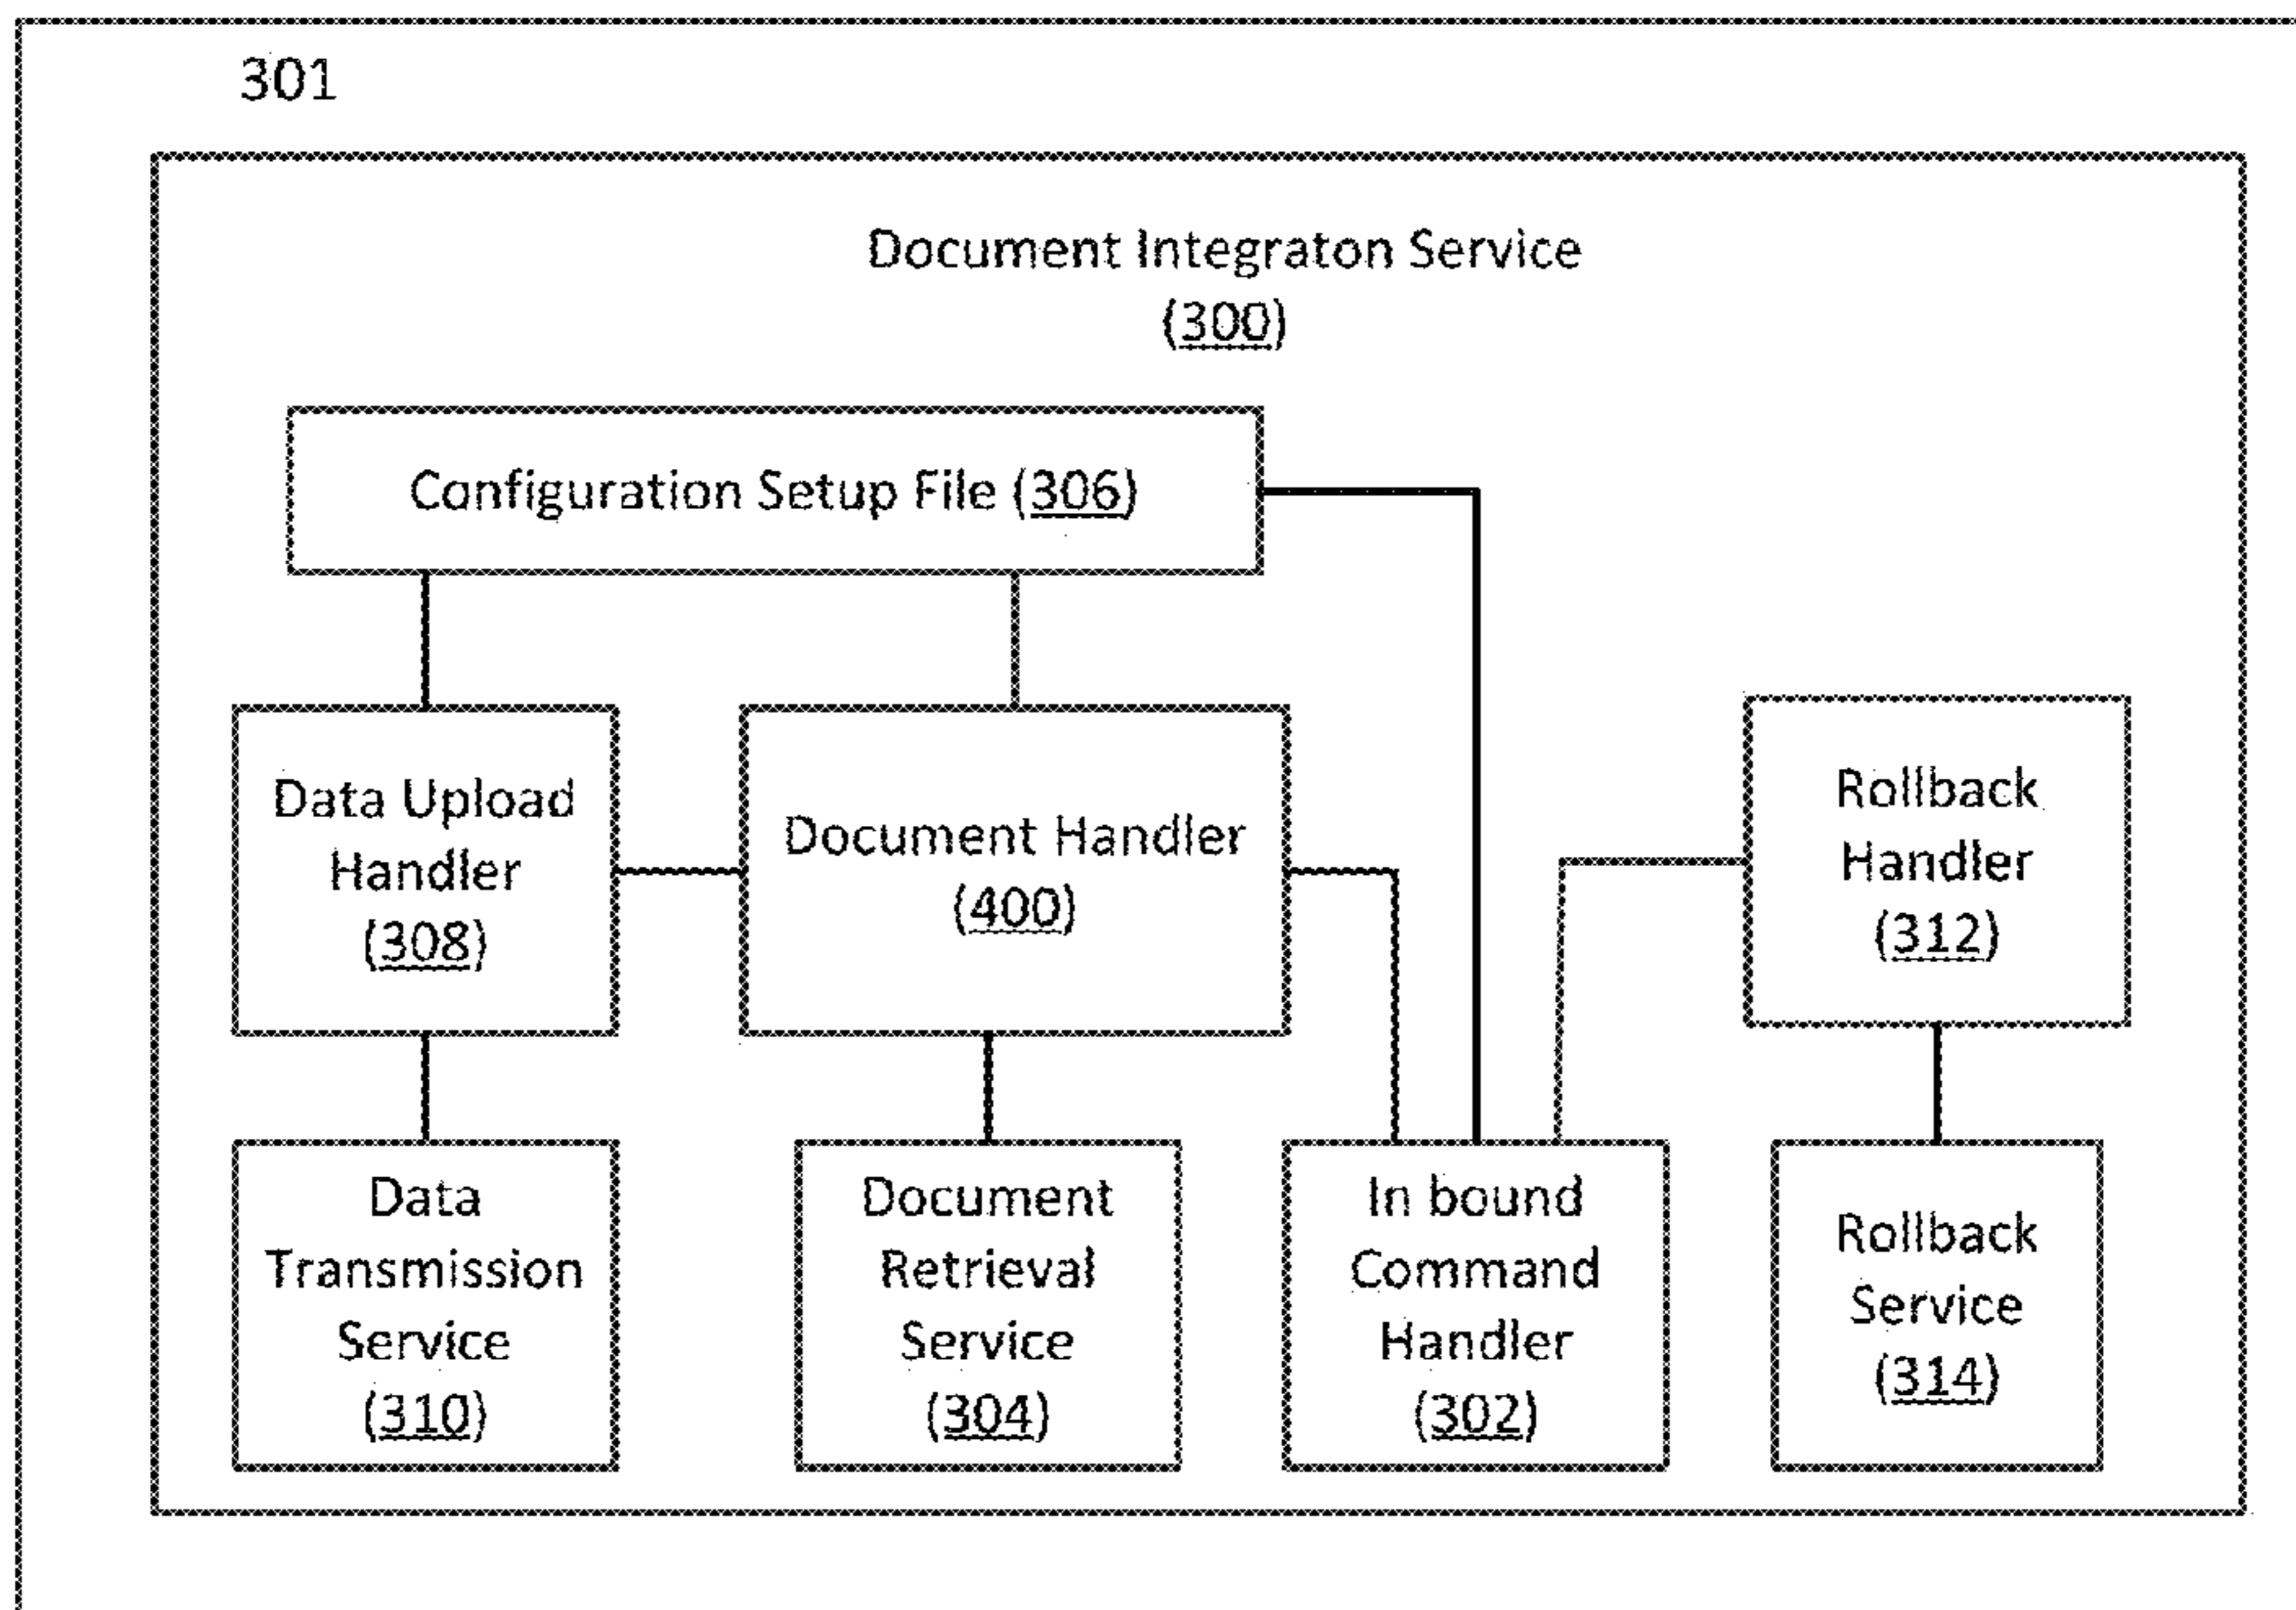 301
Document Integraton Service
(300)
Configuration Setup File (306)
Data Upload
Handler
(308)
Document Handler
(400)
Rollback
Handler
(312)
Data
Transmission
Service
(310)
Document
Retrieval
Service
(304)
In bound
Command
Handler
(302)
Rollback
Service
(314)